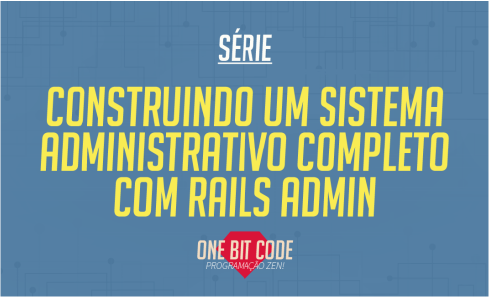 SÉRIE
CONSTRUINDO UM SISTEMA
ADMINISTRATIVO COMPLETO
COM RAILS ADMIN
ONE BIT CODE
PROGRAMAÇÃO ZEN!